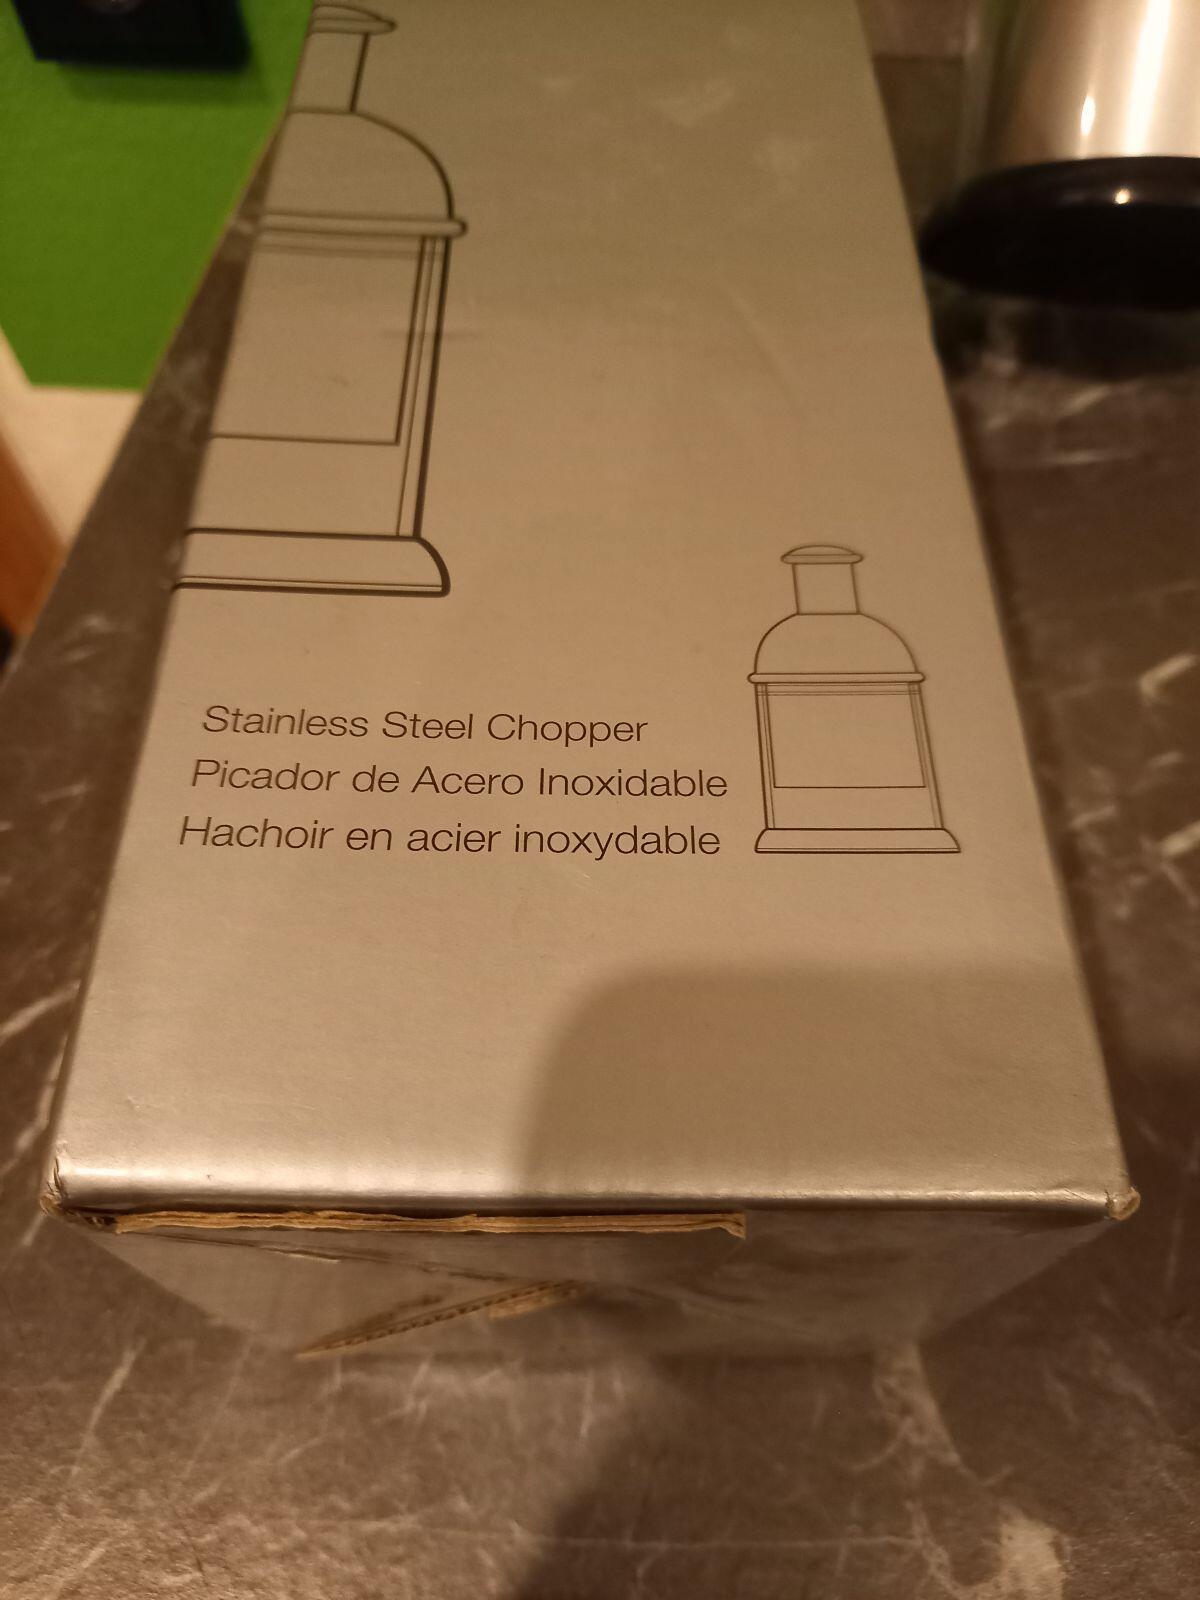 Stainless Steel Chopper
Picador de Acero Inoxidable
Hachoir en acier inoxydable